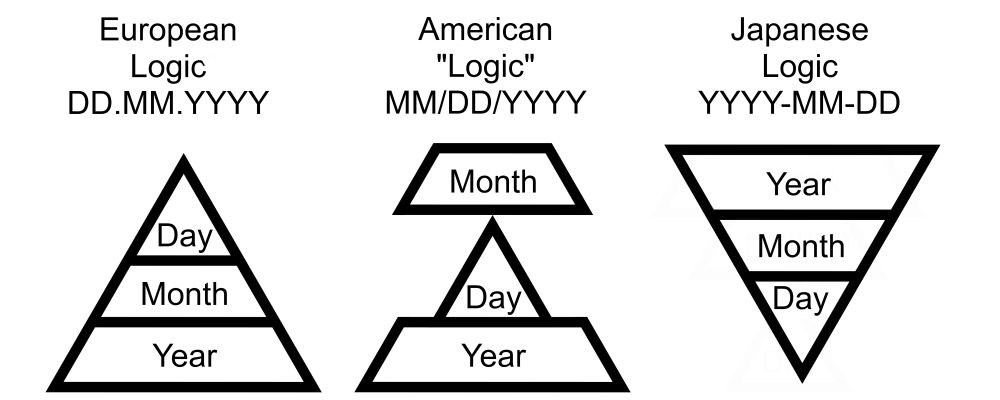 European
Logic
DD.MM.YYYY
Day
Month
Year
American
"Logic"
MM/DD/YYYY
Month
Day
Year
Japanese
Logic
YYYY-MM-DD
Year
Month
Day